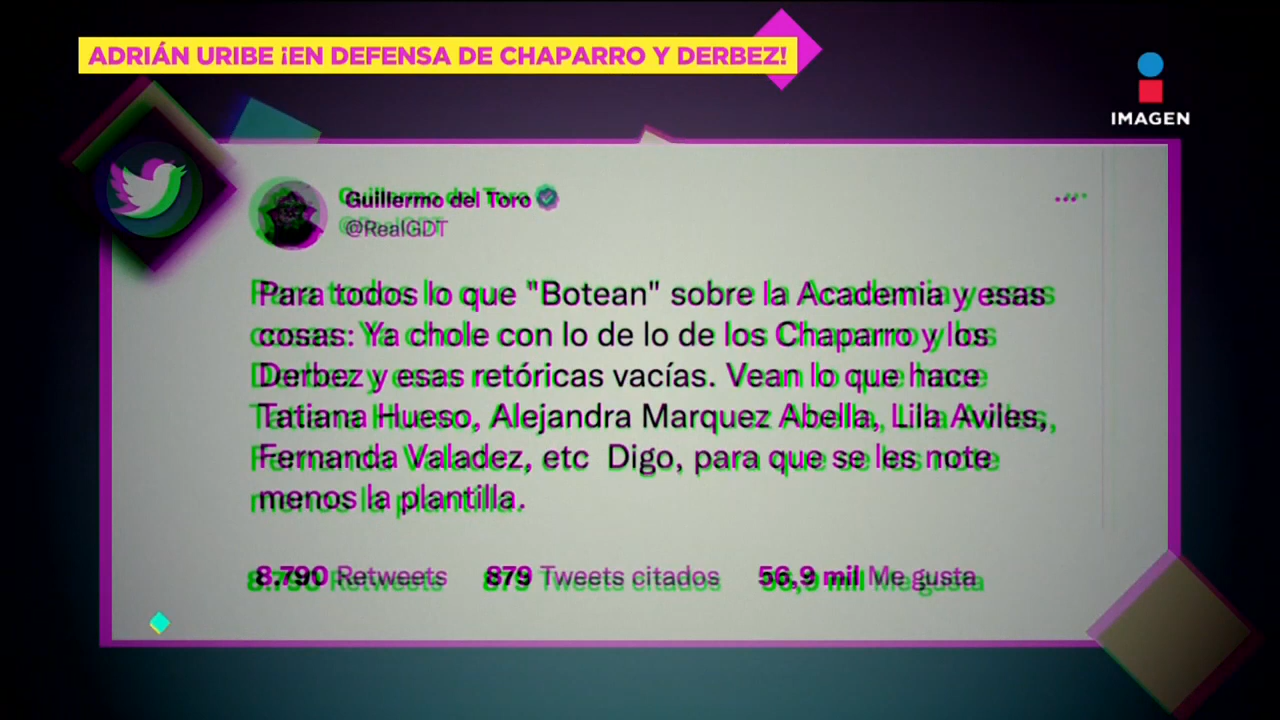 ADRIÁN URIBE ¡EN DEFENSA DE CHAPARRO Y DERBEZ!
IMAGEN
Guillermo del Toro
@RealGDT
Para todos lo que "Botean" sobre la Academia y esas
cosas: Ya chole con lo de lo de los Chaparro y los
Derbez y esas retóricas vacías. Vean lo que hace
Tatiana Hueso, Alejandra Marquez Abella, Lila Aviles,
Fernanda Valadez, etc Digo, para que se les note
menos la plantilla.
8.790 Retweets 879 Tweets citados 56,9 mil Me gusta